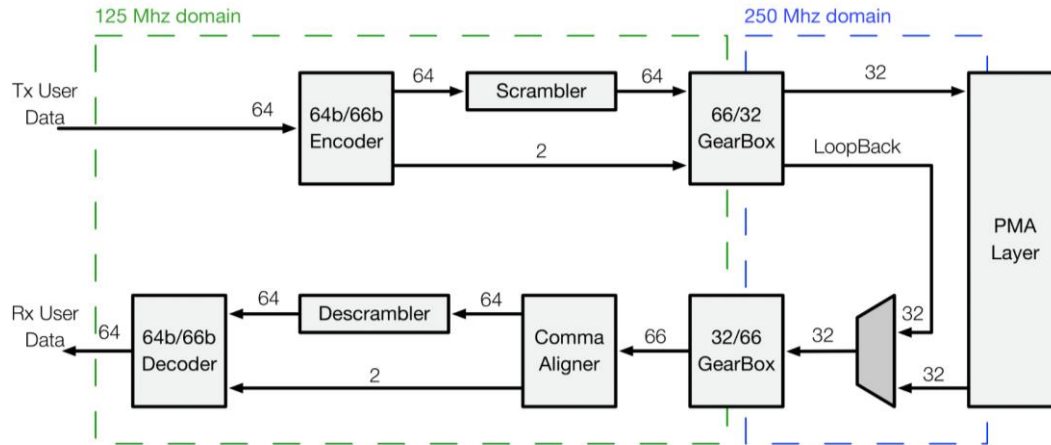 125 Mhz domain
250 Mhz domain
Tx User
Data
64
64b/66b
Encoder
64
Scrambler
64
2
66/32
GearBox
32
LoopBack
PMA
Layer
Rx User
Data
64
64b/66b
Decoder
64
Descrambler
64
2
Comma
Aligner
66
32/66
GearBox
32
32
32